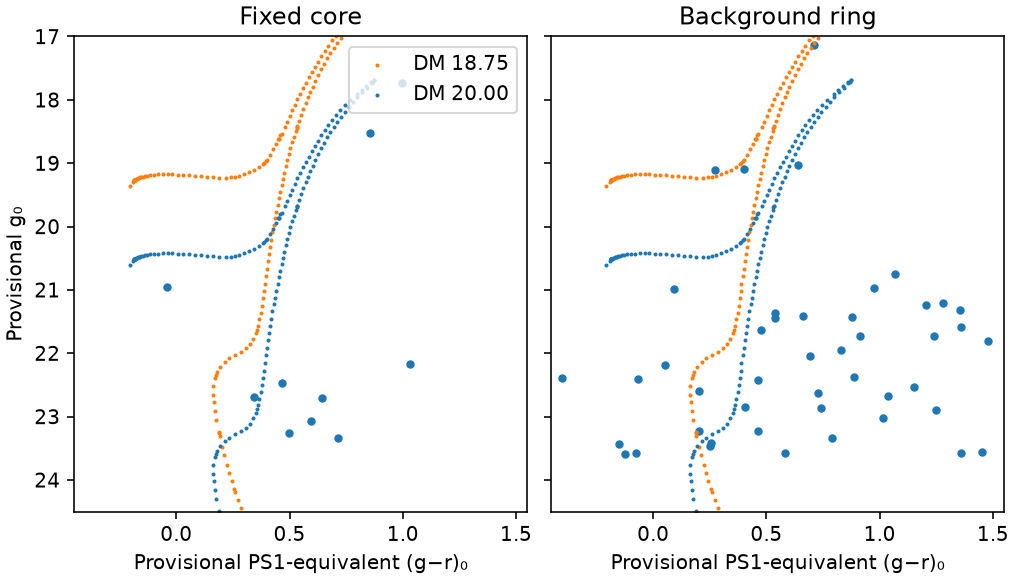 Fixed core
Background ring
DM 18.75
DM 20.00
17
18
19
20
21
22
23
24
Provisional g₀
0.0 0.5 1.0 1.5
0.0 0.5 1.0 1.5
Provisional PS1-equivalent (g−r)₀
Provisional PS1-equivalent (g−r)₀